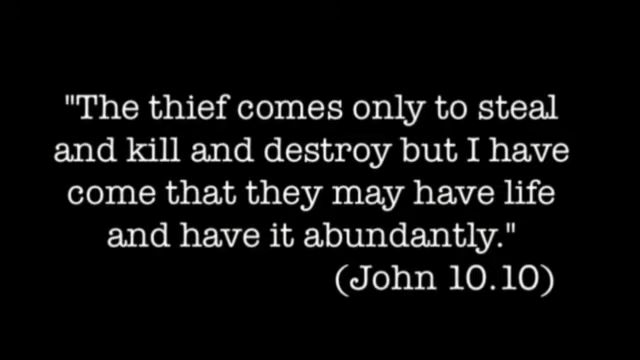 "The thief comes only to steal
and kill and destroy but I have
come that they may have life
and have it abundantly."
(John 10.10)